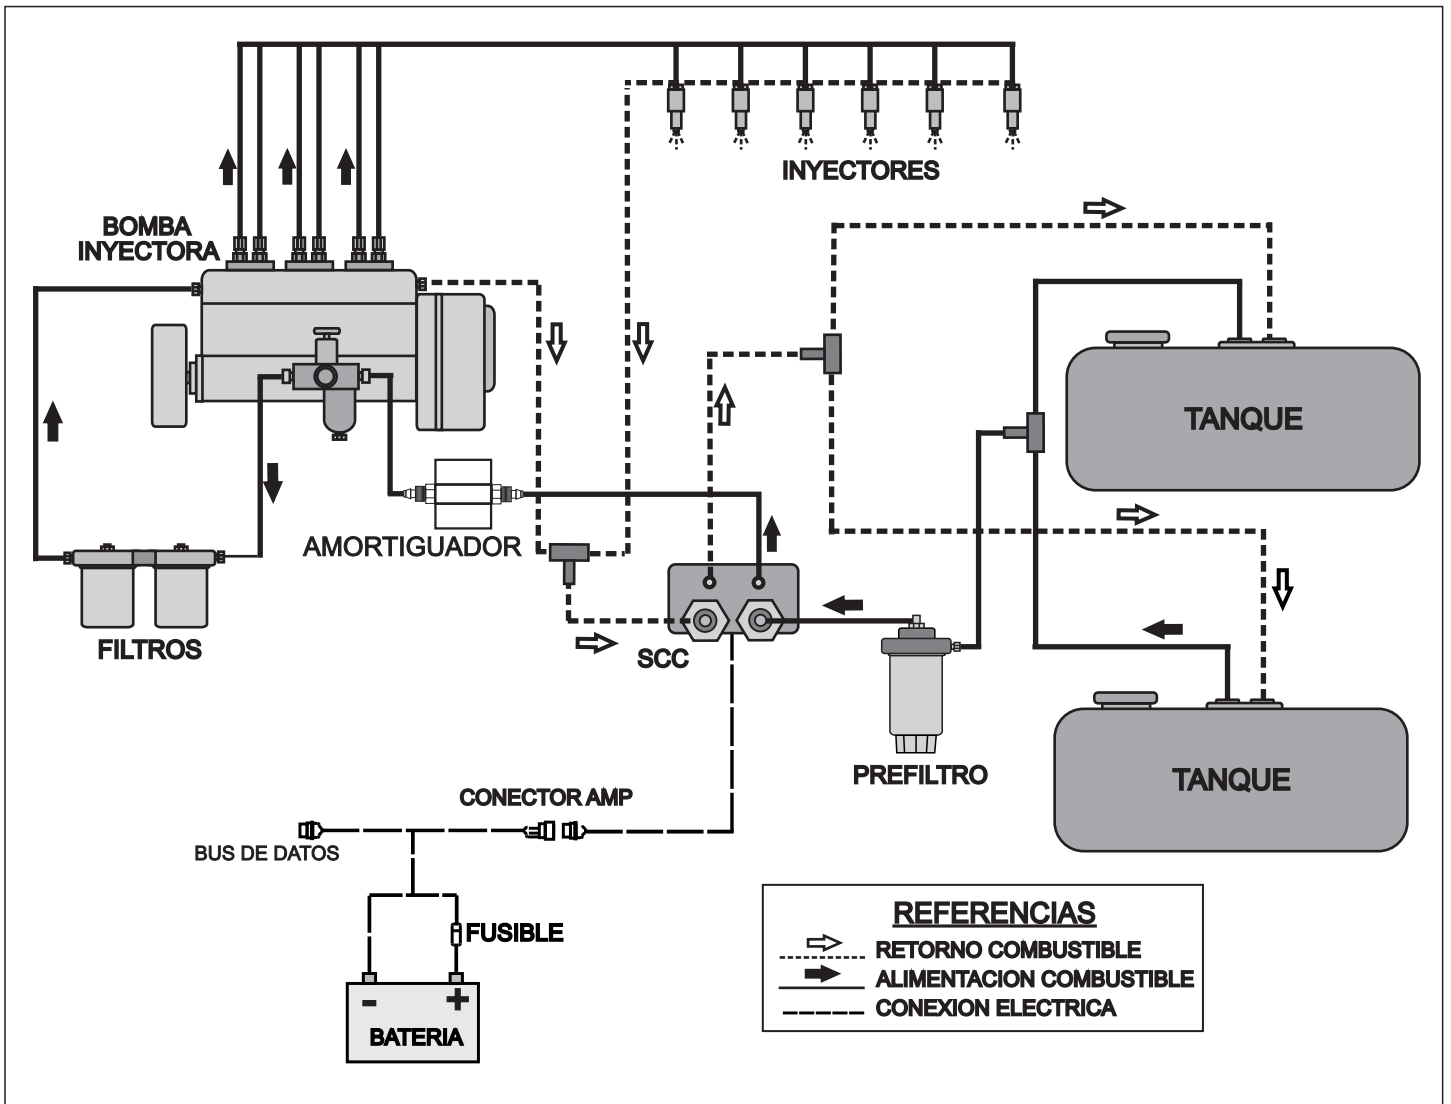 INYECTORES
BOMBA
INYECTORA
TANQUE
AMORTIGUADOR
FILTROS
SCC
PREFILTRO
TANQUE
CONECTOR AMP
BUS DE DATOS
FUSIBLE
- +
BATERIA
REFERENCIAS
RETORNO COMBUSTIBLE
ALIMENTACION COMBUSTIBLE
CONEXION ELECTRICA